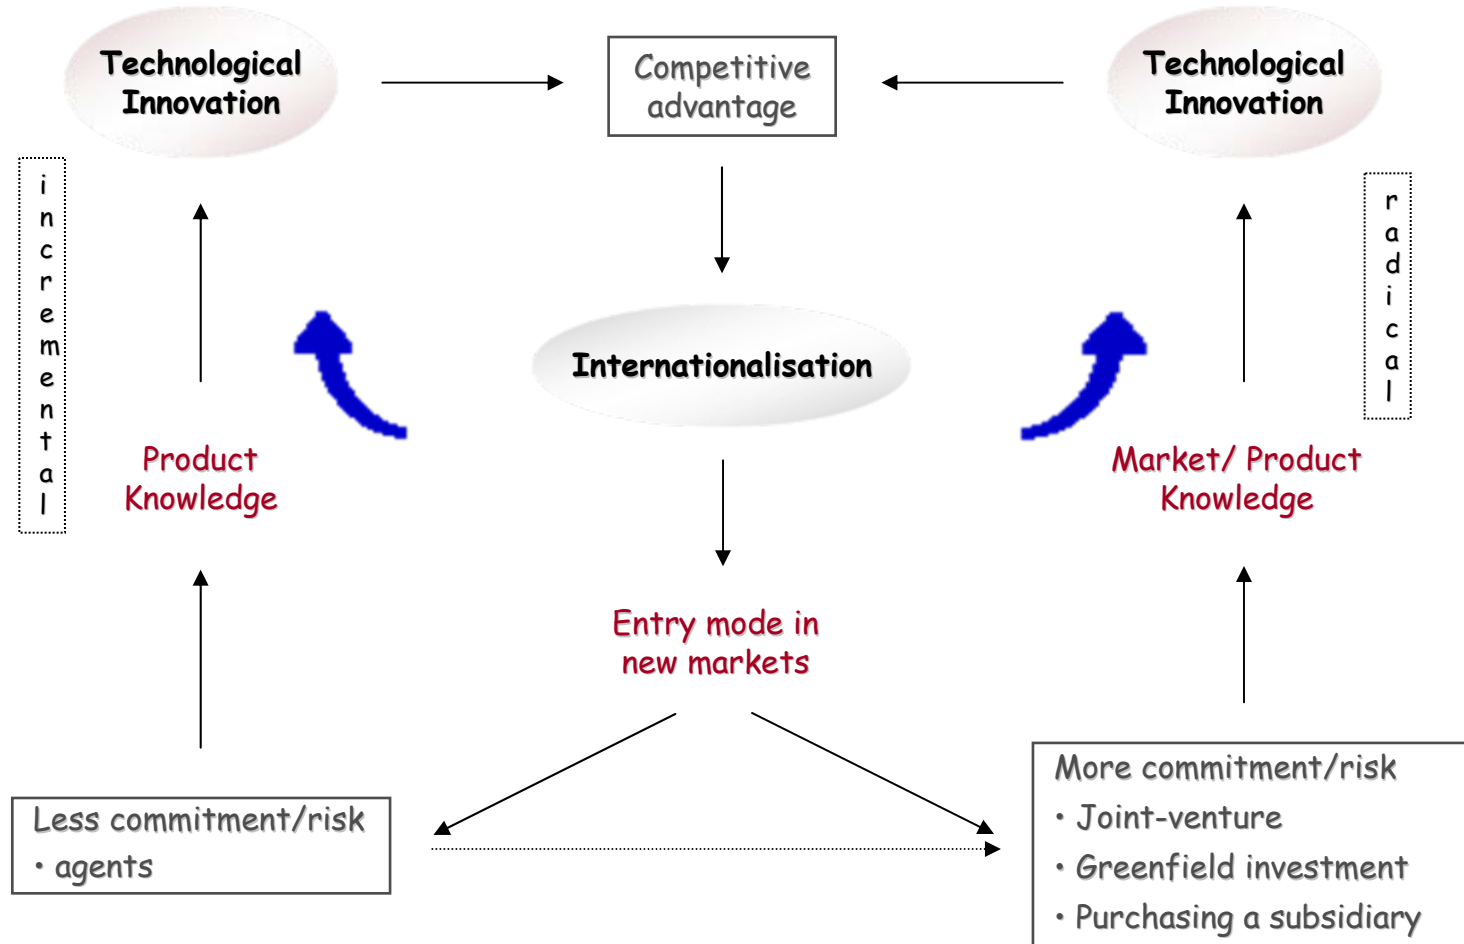 Technological
Innovation
Competitive
advantage
Technological
Innovation
incremental
radical
Internationalisation
Product
Knowledge
Market/ Product
Knowledge
Entry mode in
new markets
Less commitment/risk
• agents
More commitment/risk
• Joint-venture
• Greenfield investment
• Purchasing a subsidiary